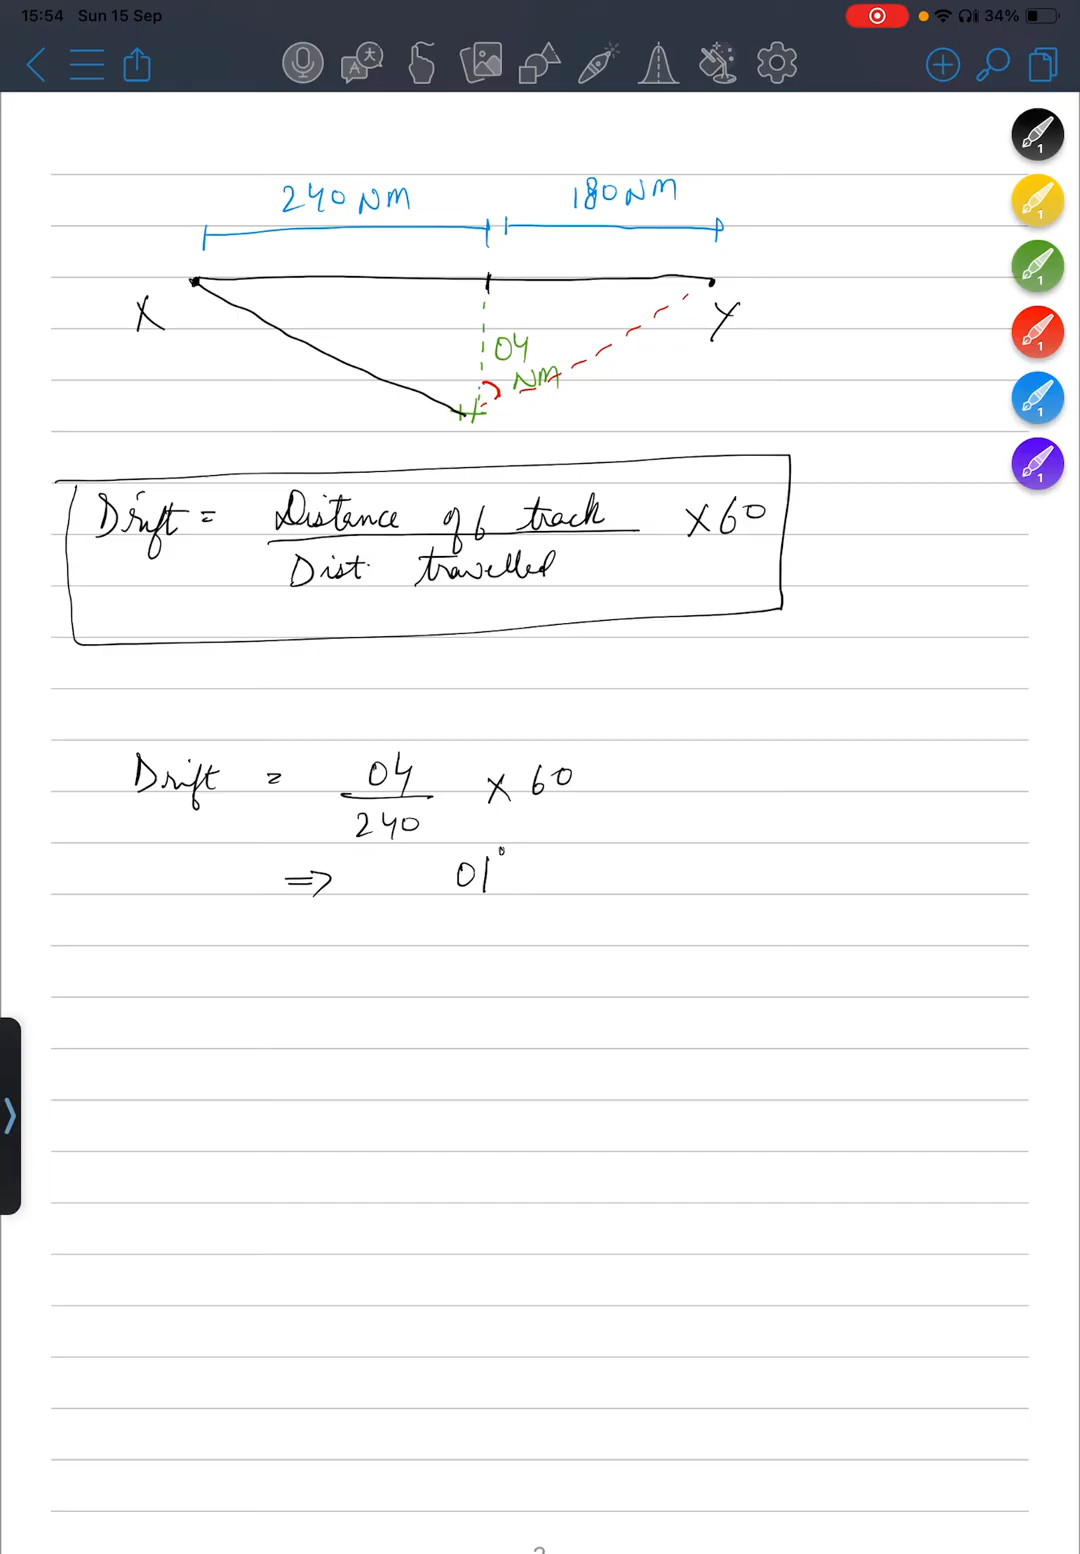 15:54 Sun 15 Sep 34%
240 NM 180 NM
X Y
04
NM
Drift = Distance off track × 60
Dist. travelled
Drift = 04 × 60
240
⇒ 01°